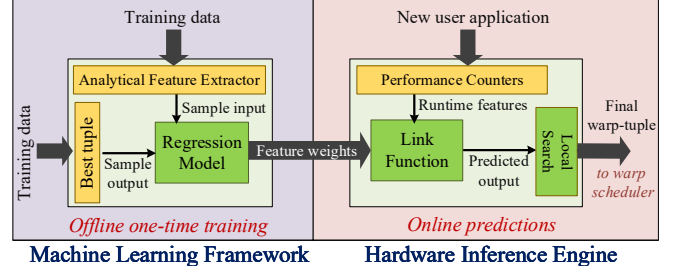 Training data
Analytical Feature Extractor
Sample input
Training data
Best tuple
Sample
output
Regression
Model
Feature weights
Offline one-time training
Machine Learning Framework
New user application
Performance Counters
Runtime features
Link
Function
Predicted
output
Local
Search
Final
warp-tuple
to warp
scheduler
Online predictions
Hardware Inference Engine